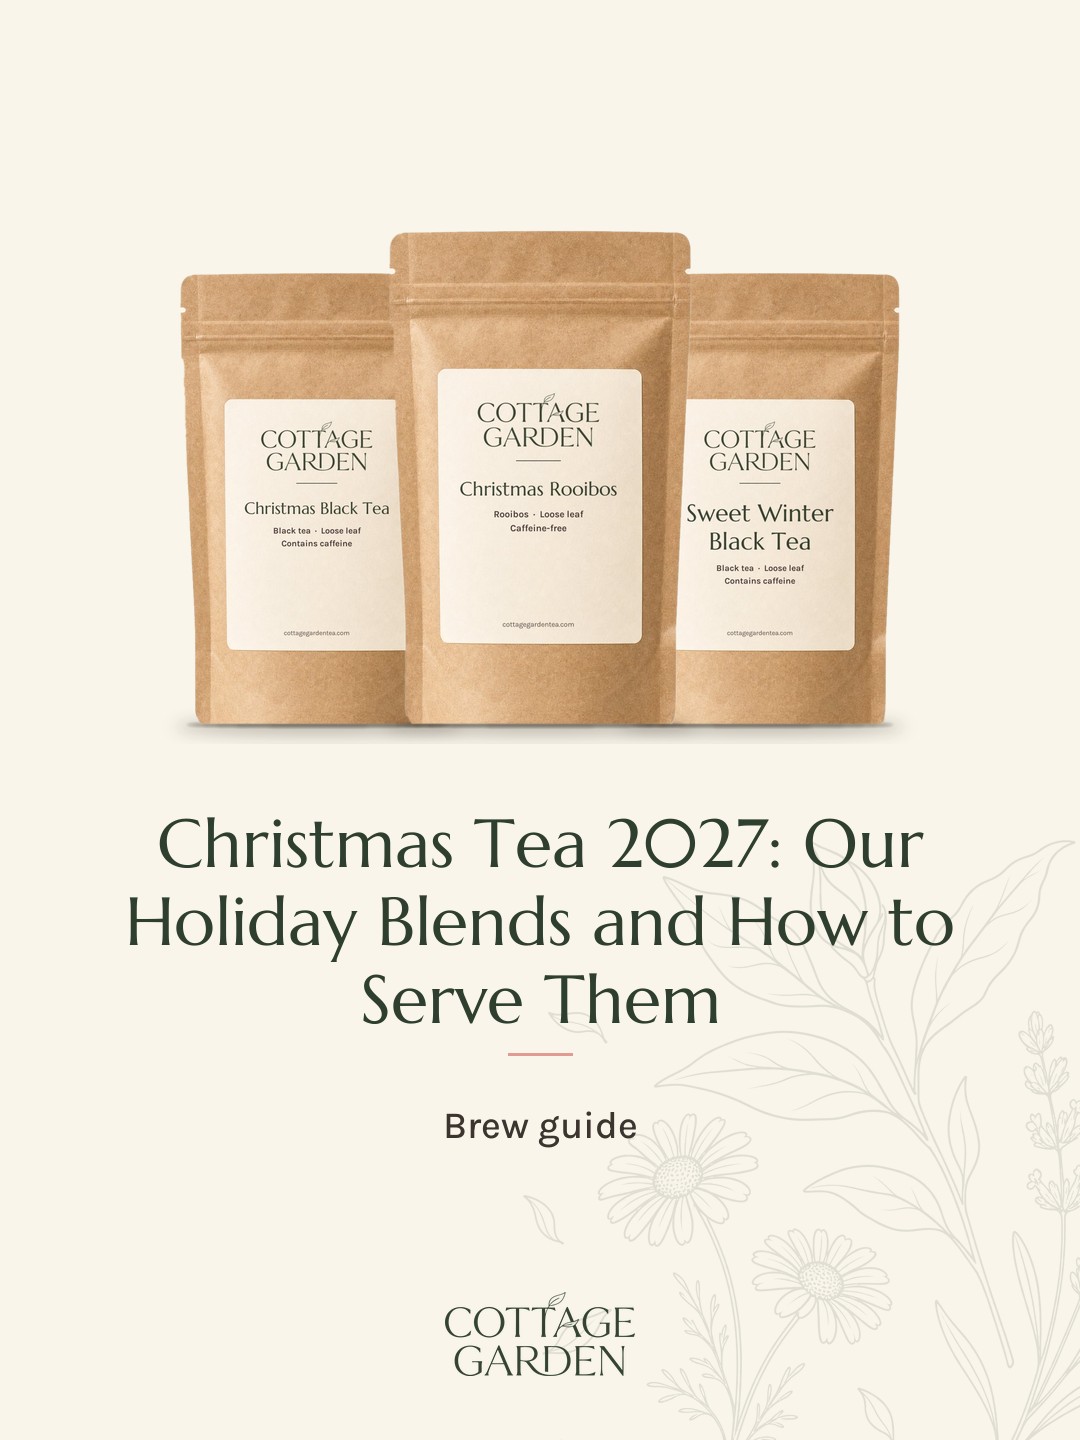 COTTAGE
GARDEN
Christmas Black Tea
Black tea · Loose leaf
Contains caffeine
cottagegardentea.com
COTTAGE
GARDEN
Christmas Rooibos
Rooibos · Loose leaf
Caffeine-free
cottagegardentea.com
COTTAGE
GARDEN
Sweet Winter
Black Tea
Black tea · Loose leaf
Contains caffeine
cottagegardentea.com
Christmas Tea 2027: Our
Holiday Blends and How to
Serve Them
Brew guide
COTTAGE
GARDEN